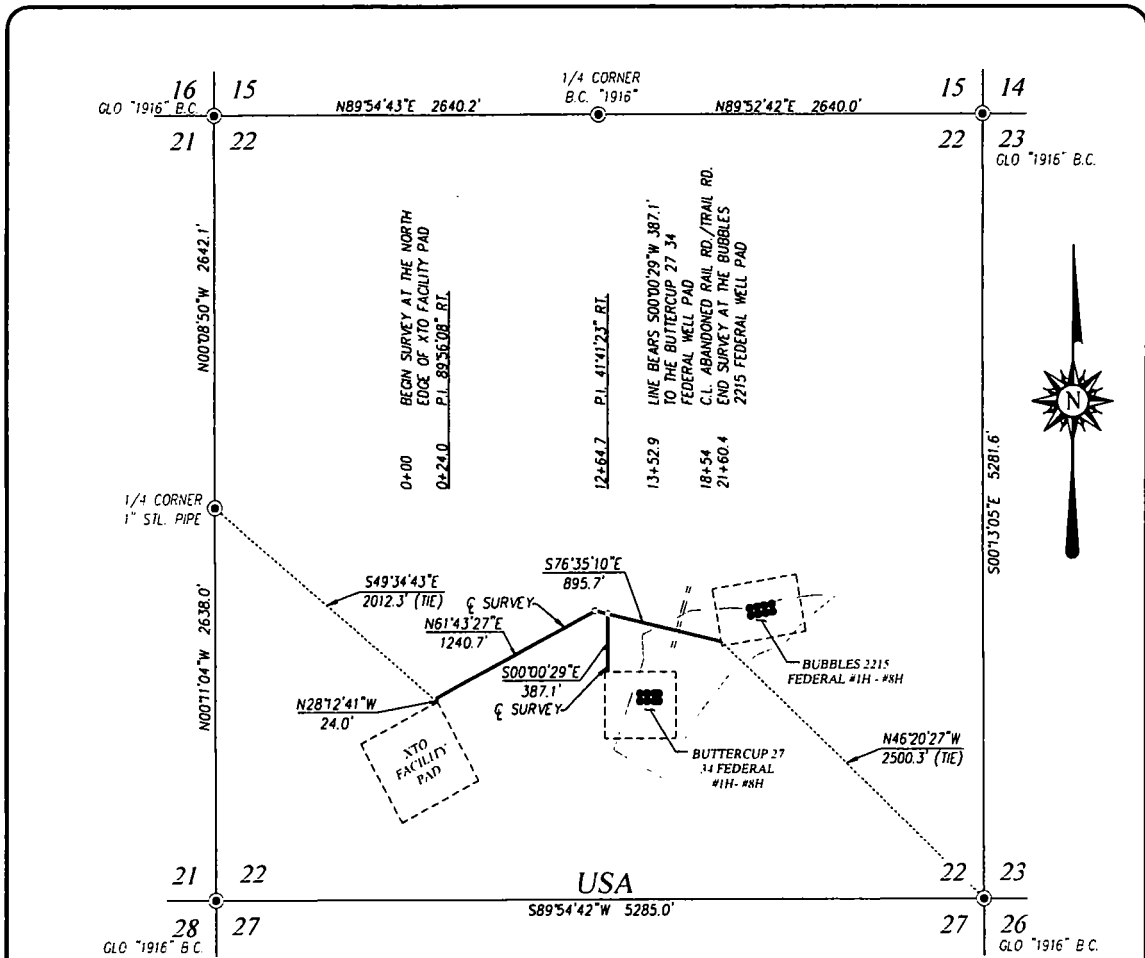 1/4 CORNER
B.C. "1916"
16 15
15 14
GLO "1916" B.C.
N89°54'43"E 2640.2'
N89°52'42"E 2640.0'
21 22
22 23
GLO "1916" B.C.
N00°08'50"W 2642.1'
0+00 BEGIN SURVEY AT THE NORTH
EDGE OF XTO FACILITY PAD
0+24.0 P.I. 89°56'08" RT.
12+64.7 P.I. 41°41'23" RT.
13+52.9 LINE BEARS S00°00'29"W 387.1'
TO THE BUTTERCUP 27 34
FEDERAL WELL PAD
18+54 C.L. ABANDONED RAIL RD./TRAIL RD.
21+60.4 END SURVEY AT THE BUBBLES
2215 FEDERAL WELL PAD
N
S00°13'05"E 5281.6'
1/4 CORNER
1" STL. PIPE
N00°11'04"W 2638.0'
S49°34'43"E
2012.3' (TIE)
℄ SURVEY
N61°43'27"E
1240.7'
S76°35'10"E
895.7'
S00°00'29"E
387.1'
℄ SURVEY
N28°12'41"W
24.0'
XTO
FACILITY
PAD
BUBBLES 2215
FEDERAL #1H - #8H
BUTTERCUP 27
34 FEDERAL
#1H- #8H
N46°20'27"W
2500.3' (TIE)
21 22
22 23
USA
S89°54'42"W 5285.0'
28 27
27 26
GLO "1916" B.C.
GLO "1916" B.C.